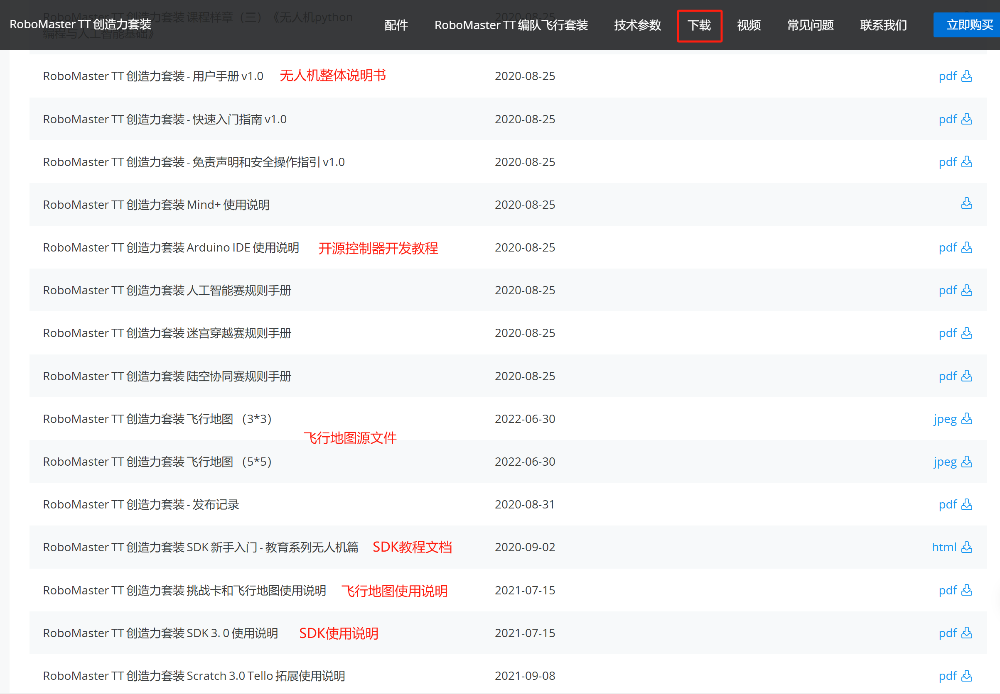 RoboMaster TT 创造力套装 课程样章（三）《无人机python
编程与人工智能基础》
2020-08-25
RoboMaster TT 创造力套装
配件
RoboMaster TT 编队飞行套装
技术参数
下载
视频
常见问题
联系我们
立即购买
RoboMaster TT 创造力套装 - 用户手册 v1.0 无人机整体说明书 2020-08-25 pdf
RoboMaster TT 创造力套装 - 快速入门指南 v1.0 2020-08-25 pdf
RoboMaster TT 创造力套装 - 免责声明和安全操作指引 v1.0 2020-08-25 pdf
RoboMaster TT 创造力套装 Mind+ 使用说明 2020-08-25
RoboMaster TT 创造力套装 Arduino IDE 使用说明 开源控制器开发教程 2020-08-25 pdf
RoboMaster TT 创造力套装 人工智能赛规则手册 2020-08-25 pdf
RoboMaster TT 创造力套装 迷宫穿越赛规则手册 2020-08-25 pdf
RoboMaster TT 创造力套装 陆空协同赛规则手册 2020-08-25 pdf
RoboMaster TT 创造力套装 飞行地图 （3*3） 2022-06-30 jpeg
飞行地图源文件
RoboMaster TT 创造力套装 飞行地图 （5*5） 2022-06-30 jpeg
RoboMaster TT 创造力套装 - 发布记录 2020-08-31 pdf
RoboMaster TT 创造力套装 SDK 新手入门 - 教育系列无人机篇 SDK教程文档 2020-09-02 html
RoboMaster TT 创造力套装 挑战卡和飞行地图使用说明 飞行地图使用说明 2021-07-15 pdf
RoboMaster TT 创造力套装 SDK 3. 0 使用说明 SDK使用说明 2021-07-15 pdf
RoboMaster TT 创造力套装 Scratch 3.0 Tello 拓展使用说明 2021-09-08 pdf